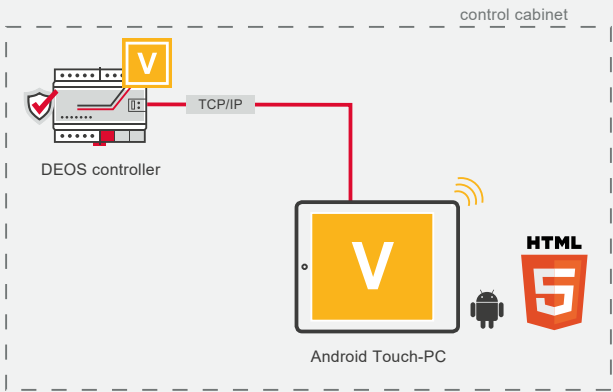 control cabinet
V
TCP/IP
DEOS controller
V
HTML
5
Android Touch-PC